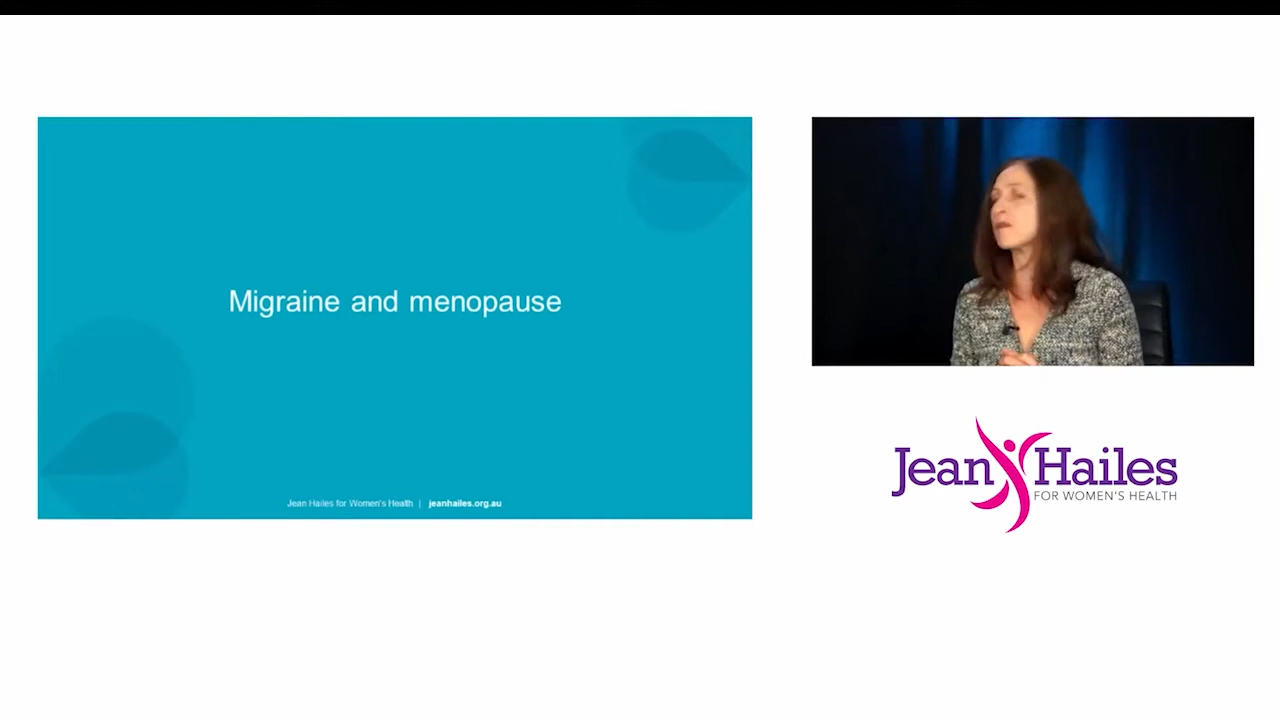 Migraine and menopause
Jean Hailes for Women's Health | jeanhailes.org.au
Jean Hailes
FOR WOMEN'S HEALTH